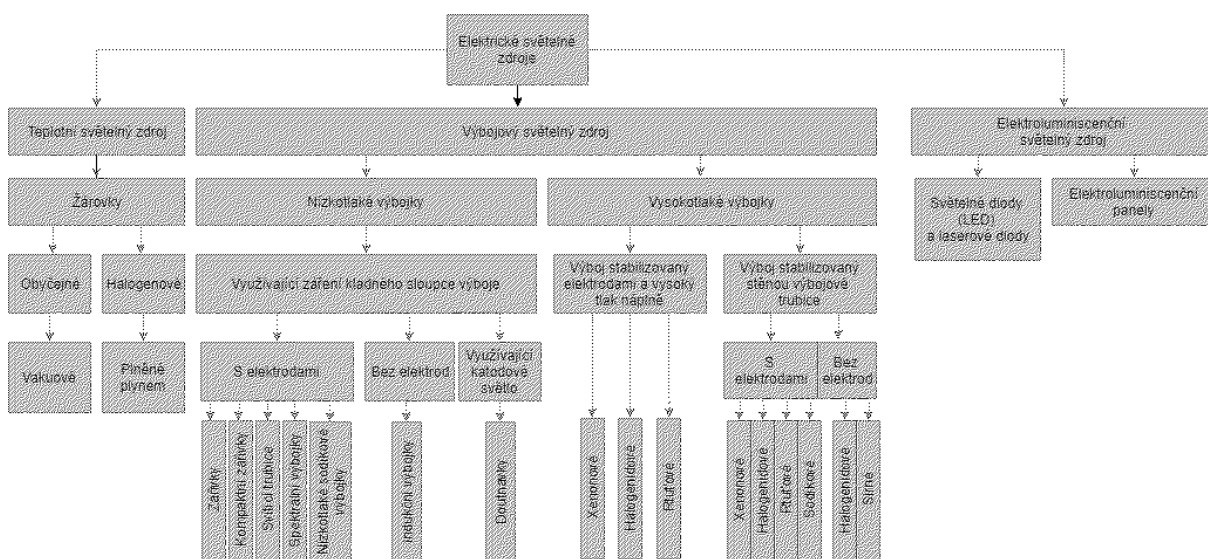 Elektrické světelné
zdroje
Teplotní světelný zdroj
Výbojový světelný zdroj
Elektroluminiscenční
světelný zdroj
Žárovky
Nízkotlaké výbojky
Vysokotlaké výbojky
Světelné diody
(LED)
a laserové diody
Elektroluminiscenční
panely
Obyčejné
Halogenové
Využívající záření kladného sloupce výboje
Výboj stabilizovaný
elektrodami a vysoký
tlak náplně
Výboj stabilizovaný
stěnou výbojové
trubice
Vakuové
Plněné
plynem
S elektrodami
Bez elektrod
Využívající
katodové
světlo
S
elektrodami
Bez
elektrod
Zářivky
Kompaktní zářivky
Svítící trubice
Spektrální výbojky
Nízkotlaké sodíkové
výbojky
indukční výbojky
Doutnavky
Xenonové
Halogenidové
Rtuťové
Xenonové
Halogenidové
Rtuťové
Sodíkové
Halogenidové
Sirné